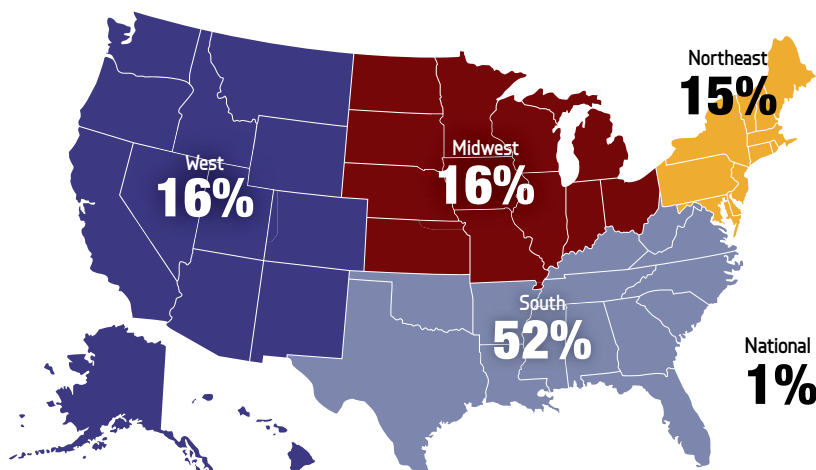 Northeast
15%
West
16%
Midwest
16%
South
52%
National
1%